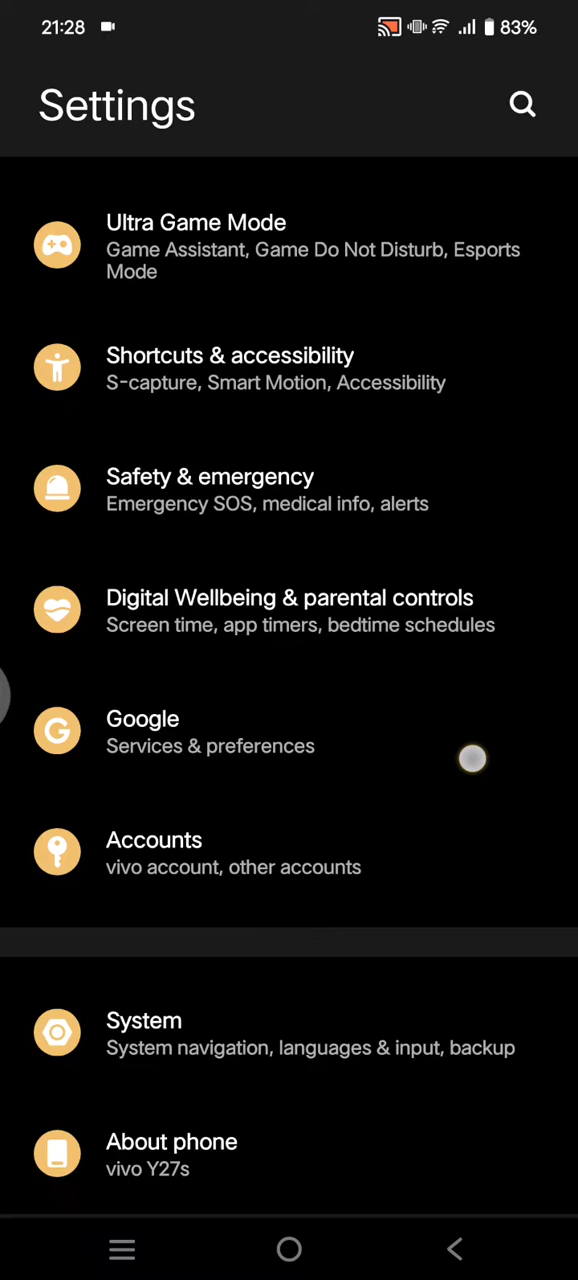 21:28
83%
Settings
Ultra Game Mode
Game Assistant, Game Do Not Disturb, Esports
Mode
Shortcuts & accessibility
S-capture, Smart Motion, Accessibility
Safety & emergency
Emergency SOS, medical info, alerts
Digital Wellbeing & parental controls
Screen time, app timers, bedtime schedules
Google
Services & preferences
Accounts
vivo account, other accounts
System
System navigation, languages & input, backup
About phone
vivo Y27s